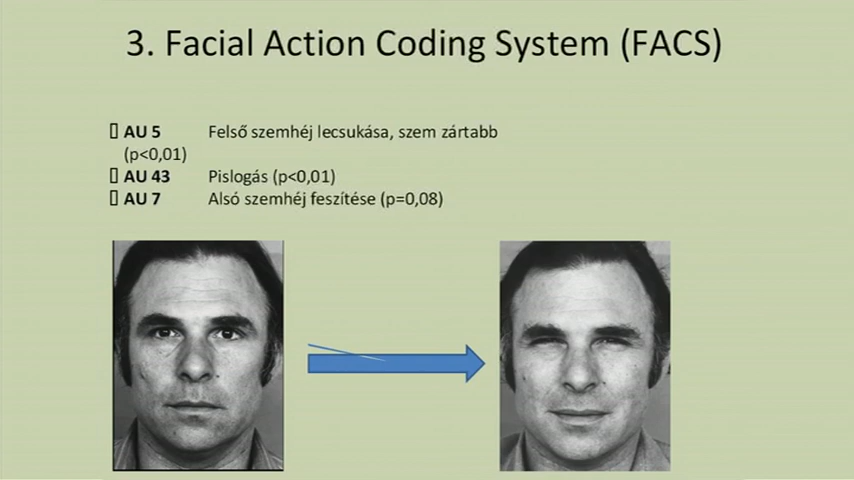 3. Facial Action Coding System (FACS)
AU 5 Felső szemhéj lecsukása, szem zártabb
(p<0,01)
AU 43 Pislogás (p<0,01)
AU 7 Alsó szemhéj feszítése (p=0,08)